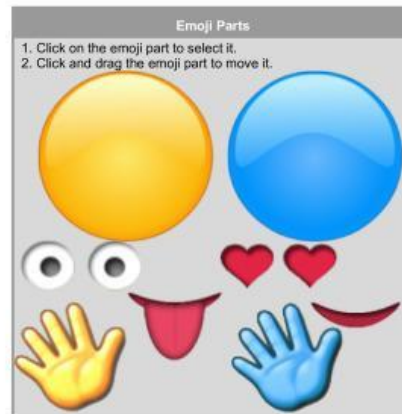 Emoji Parts
1. Click on the emoji part to select it.
2. Click and drag the emoji part to move it.